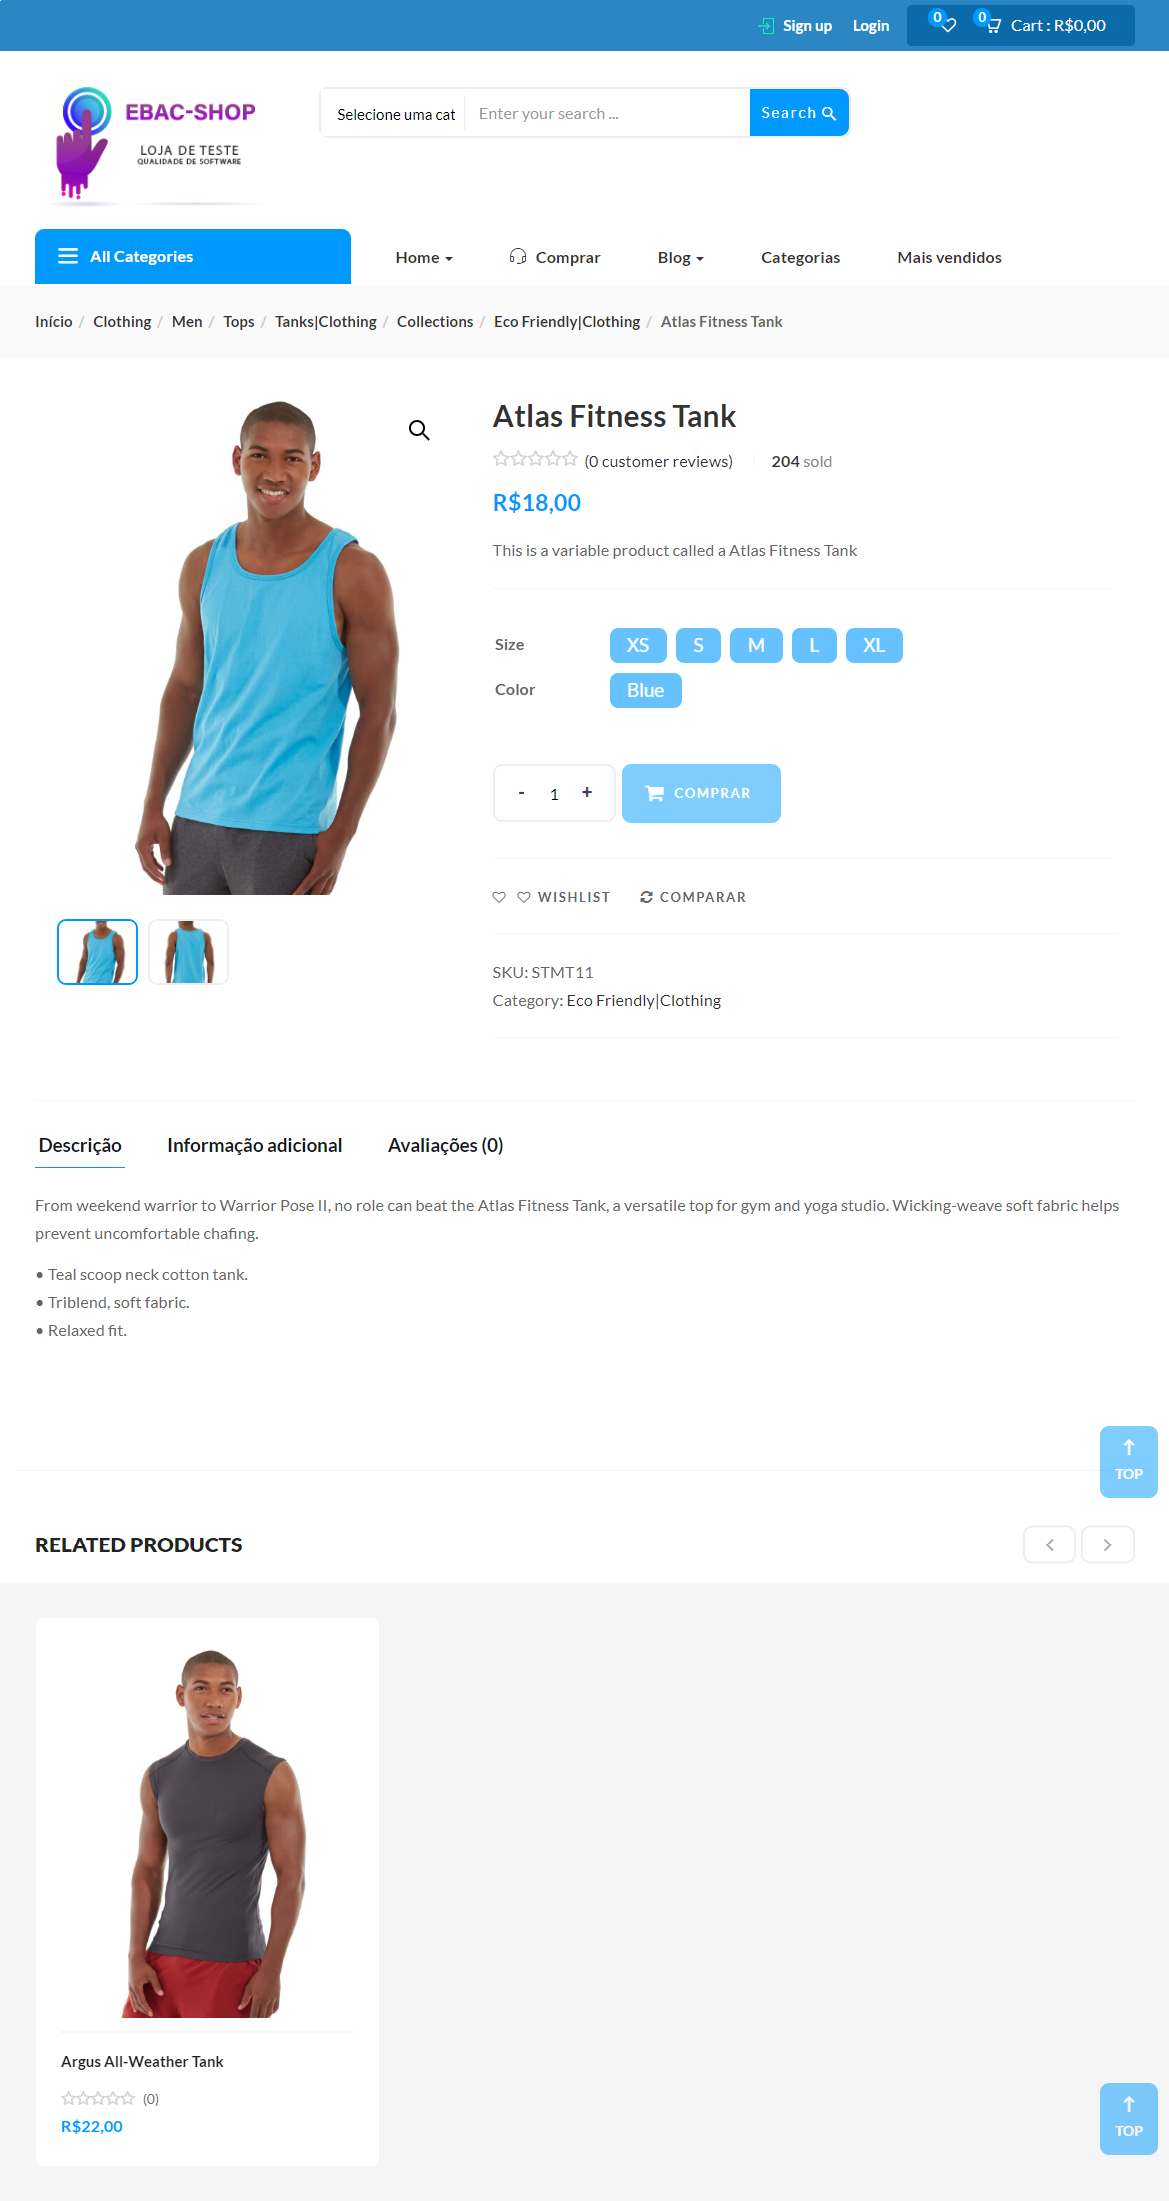 Sign up Login 0 0 Cart : R$0,00
EBAC-SHOP
LOJA DE TESTE
QUALIDADE DE SOFTWARE
Selecione uma cat Enter your search ... Search
All Categories Home Comprar Blog Categorias Mais vendidos
Início / Clothing / Men / Tops / Tanks|Clothing / Collections / Eco Friendly|Clothing / Atlas Fitness Tank
Atlas Fitness Tank
(0 customer reviews) 204 sold
R$18,00
This is a variable product called a Atlas Fitness Tank
Size XS S M L XL
Color Blue
- 1 + COMPRAR
WISHLIST COMPARAR
SKU: STMT11
Category: Eco Friendly|Clothing
Descrição Informação adicional Avaliações (0)
From weekend warrior to Warrior Pose II, no role can beat the Atlas Fitness Tank, a versatile top for gym and yoga studio. Wicking-weave soft fabric helps
prevent uncomfortable chafing.
• Teal scoop neck cotton tank.
• Triblend, soft fabric.
• Relaxed fit.
TOP
RELATED PRODUCTS
Argus All-Weather Tank
(0)
R$22,00
TOP